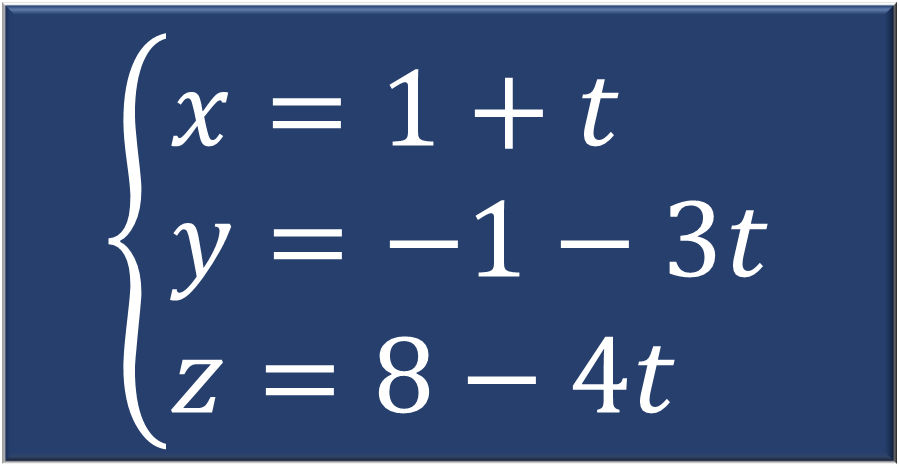 x = 1 + t
y = −1 − 3t
z = 8 − 4t